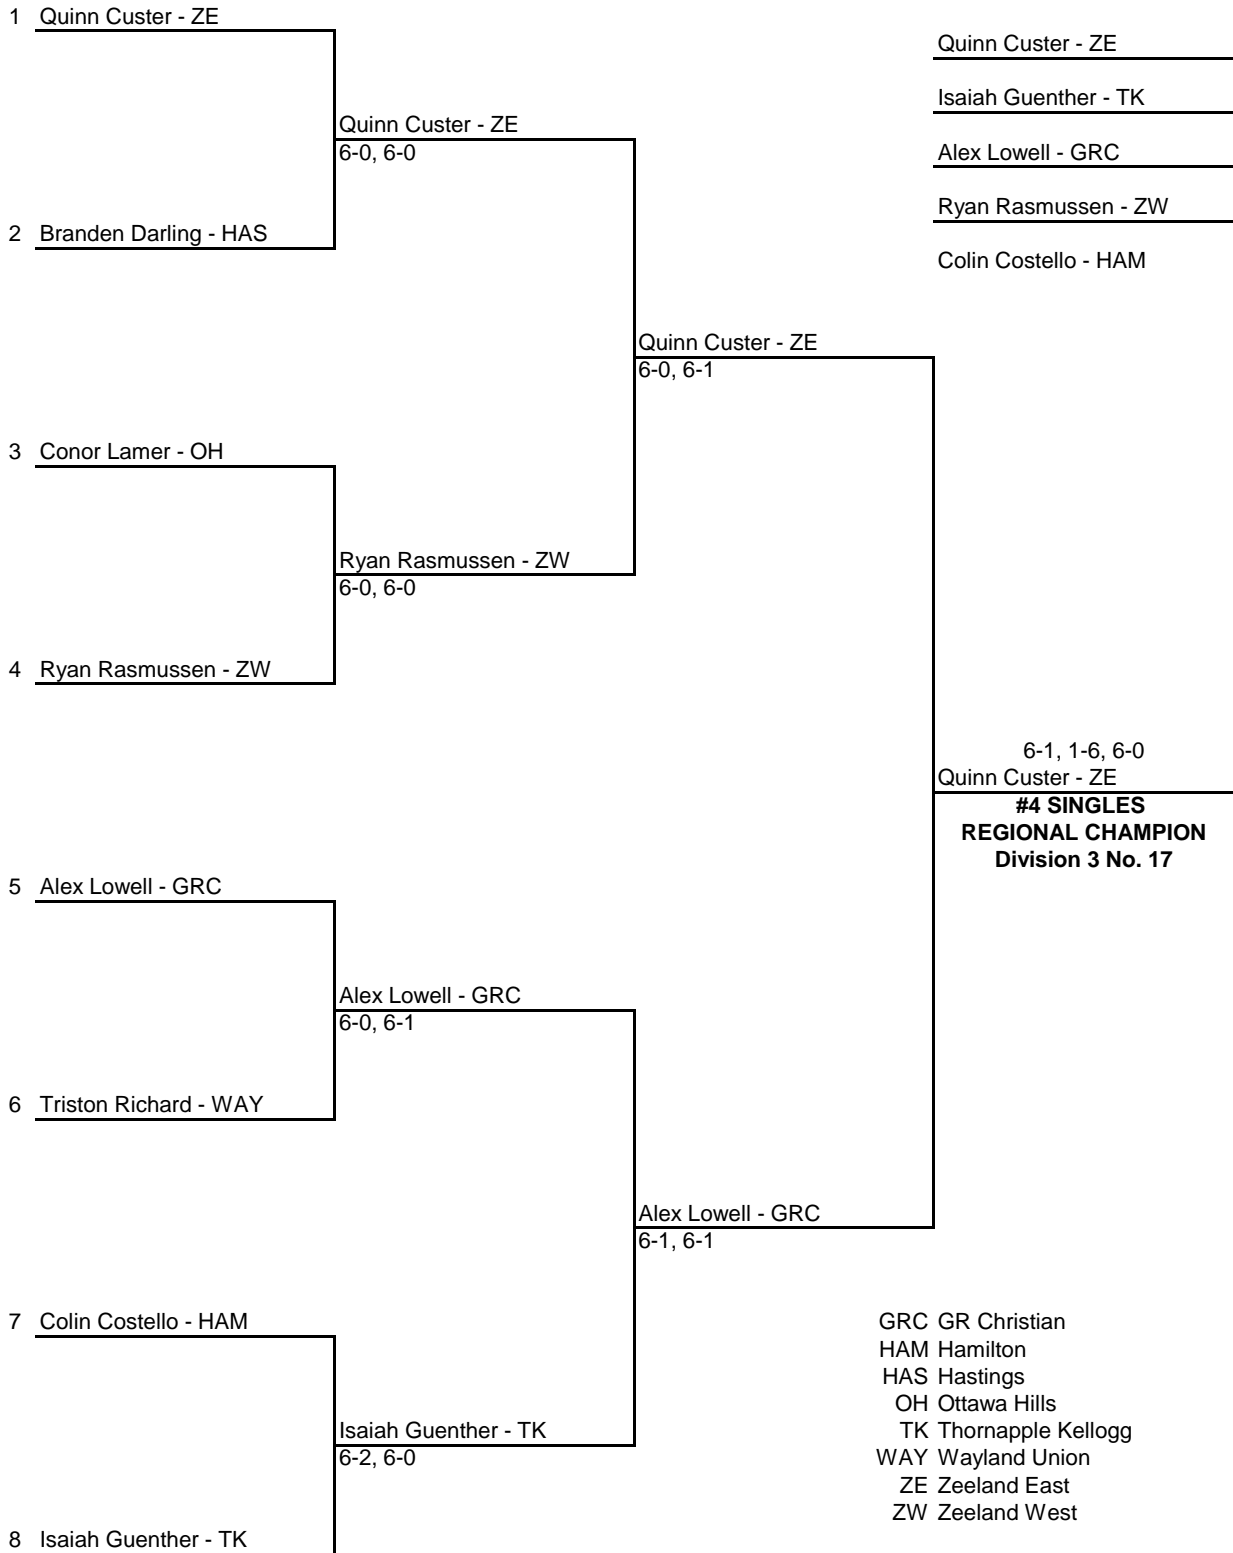 1 Quinn Custer - ZE
Quinn Custer - ZE
Isaiah Guenther - TK
Quinn Custer - ZE
6-0, 6-0
Alex Lowell - GRC
Ryan Rasmussen - ZW
2 Branden Darling - HAS
Colin Costello - HAM
Quinn Custer - ZE
6-0, 6-1
3 Conor Lamer - OH
Ryan Rasmussen - ZW
6-0, 6-0
4 Ryan Rasmussen - ZW
6-1, 1-6, 6-0
Quinn Custer - ZE
#4 SINGLES
REGIONAL CHAMPION
Division 3 No. 17
5 Alex Lowell - GRC
Alex Lowell - GRC
6-0, 6-1
6 Triston Richard - WAY
Alex Lowell - GRC
6-1, 6-1
7 Colin Costello - HAM
Isaiah Guenther - TK
6-2, 6-0
8 Isaiah Guenther - TK
GRC GR Christian
HAM Hamilton
HAS Hastings
OH Ottawa Hills
TK Thornapple Kellogg
WAY Wayland Union
ZE Zeeland East
ZW Zeeland West